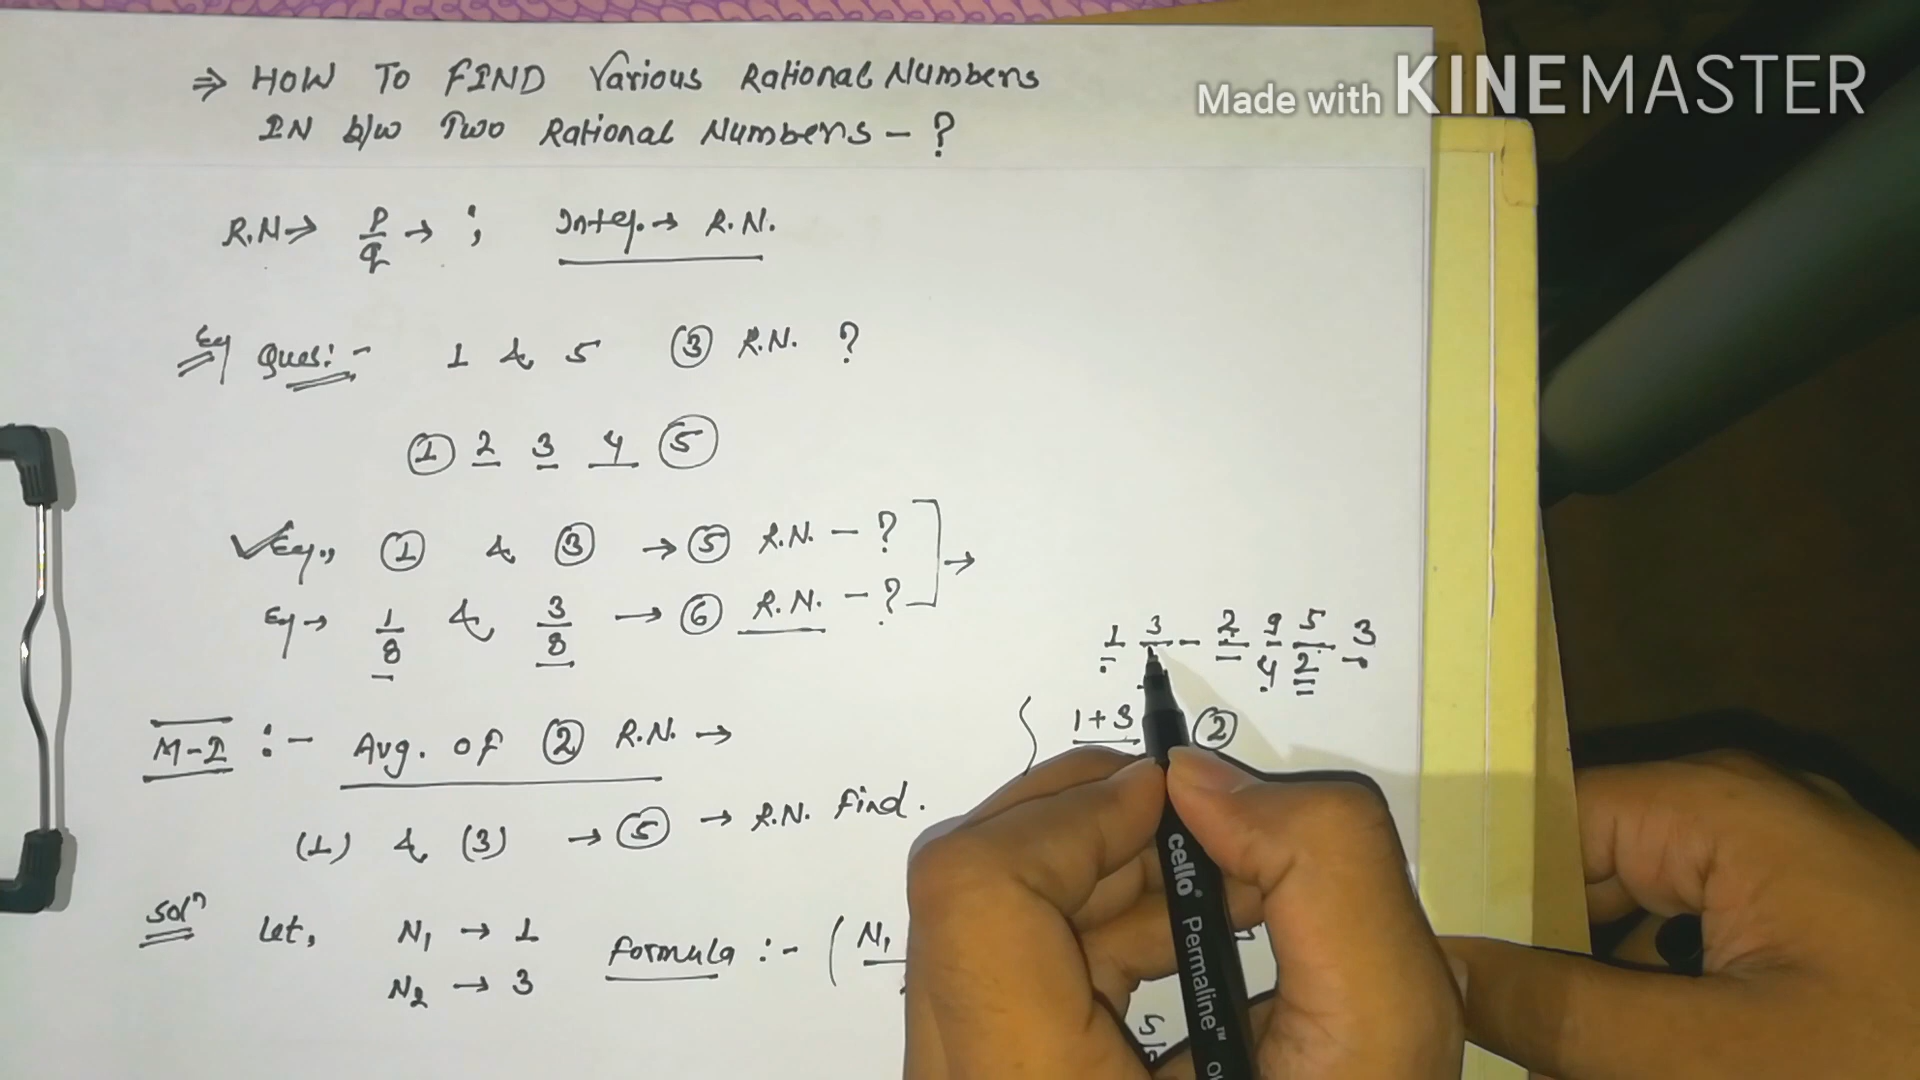 ⇒ HOW TO FIND Various Rational Numbers
IN b/w Two Rational Numbers - ?
Made with KINEMASTER
R.N → p/q → ; Integ. → R.N.
Eg Ques:- 1 & 5 ③ R.N. ?
① 2 3 4 ⑤
✓ Eg., ① & ③ → ⑤ R.N. - ?
Eg → 1/8 & 3/8 → ⑥ R.N. - ? ] →
1 3 - 2 9/4 5/2 3
M-2 :- Avg. of ② R.N. →
1+3 ②
(1) & (3) → ⑤ → R.N. find.
Solⁿ Let, N₁ → 1 formula :- (N₁
N₂ → 3
cello Permaline™